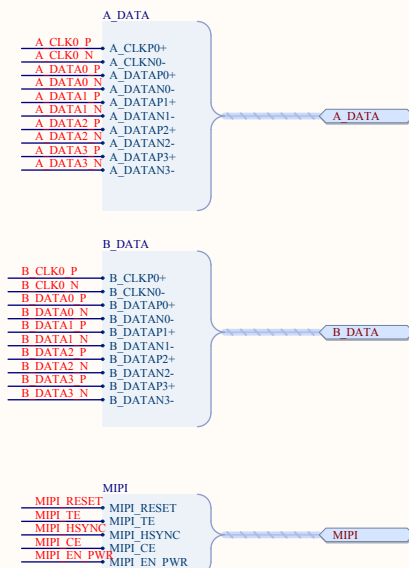 A_DATA
A_CLK0_P A_CLKP0+
A_CLK0_N A_CLKN0-
A_DATA0_P A_DATAP0+
A_DATA0_N A_DATAN0-
A_DATA1_P A_DATAP1+ A_DATA
A_DATA1_N A_DATAN1-
A_DATA2_P A_DATAP2+
A_DATA2_N A_DATAN2-
A_DATA3_P A_DATAP3+
A_DATA3_N A_DATAN3-
B_DATA
B_CLK0_P B_CLKP0+
B_CLK0_N B_CLKN0-
B_DATA0_P B_DATAP0+
B_DATA0_N B_DATAN0-
B_DATA1_P B_DATAP1+ B_DATA
B_DATA1_N B_DATAN1-
B_DATA2_P B_DATAP2+
B_DATA2_N B_DATAN2-
B_DATA3_P B_DATAP3+
B_DATA3_N B_DATAN3-
MIPI
MIPI_RESET MIPI_RESET
MIPI_TE MIPI_TE
MIPI_HSYNC MIPI_HSYNC MIPI
MIPI_CE MIPI_CE
MIPI_EN_PWR MIPI_EN_PWR